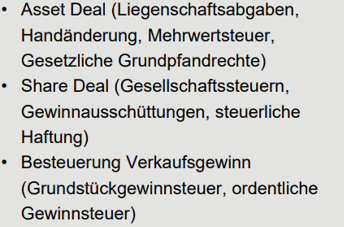 • Asset Deal (Liegenschaftsabgaben,
Handänderung, Mehrwertsteuer,
Gesetzliche Grundpfandrechte)
• Share Deal (Gesellschaftssteuern,
Gewinnausschüttungen, steuerliche
Haftung)
• Besteuerung Verkaufsgewinn
(Grundstückgewinnsteuer, ordentliche
Gewinnsteuer)